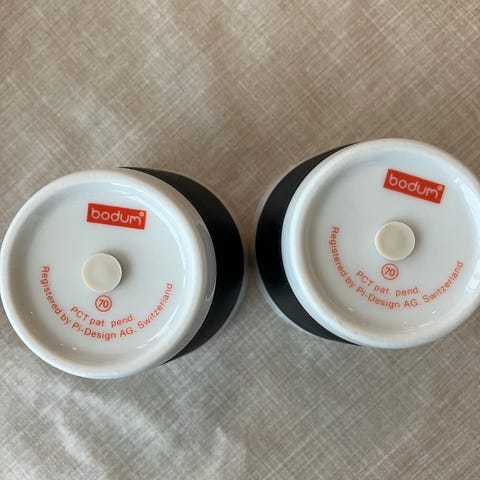 bodum®
70
PCT pat. pend.
Registered by Pi-Design AG. Switzerland
bodum®
70
PCT pat. pend.
Registered by Pi-Design AG. Switzerland